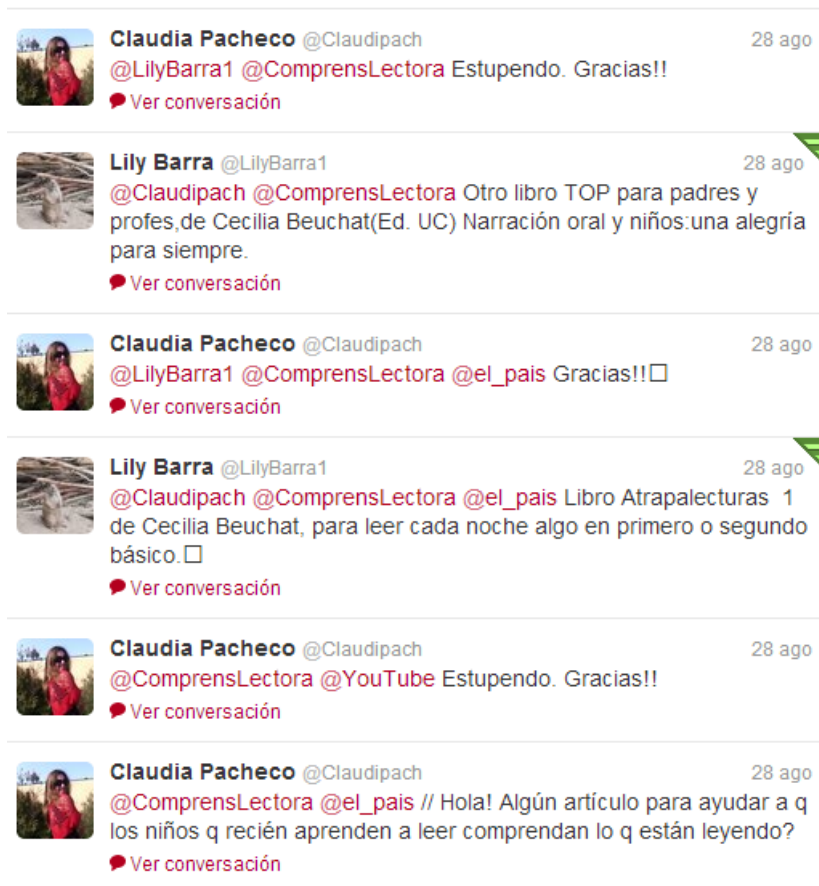 Claudia Pacheco @Claudipach 28 ago
@LilyBarra1 @ComprensLectora Estupendo. Gracias!!
Ver conversación
Lily Barra @LilyBarra1 28 ago
@Claudipach @ComprensLectora Otro libro TOP para padres y
profes,de Cecilia Beuchat(Ed. UC) Narración oral y niños:una alegría
para siempre.
Ver conversación
Claudia Pacheco @Claudipach 28 ago
@LilyBarra1 @ComprensLectora @el_pais Gracias!!□
Ver conversación
Lily Barra @LilyBarra1 28 ago
@Claudipach @ComprensLectora @el_pais Libro Atrapalecturas 1
de Cecilia Beuchat, para leer cada noche algo en primero o segundo
básico.□
Ver conversación
Claudia Pacheco @Claudipach 28 ago
@ComprensLectora @YouTube Estupendo. Gracias!!
Ver conversación
Claudia Pacheco @Claudipach 28 ago
@ComprensLectora @el_pais // Hola! Algún artículo para ayudar a q
los niños q recién aprenden a leer comprendan lo q están leyendo?
Ver conversación